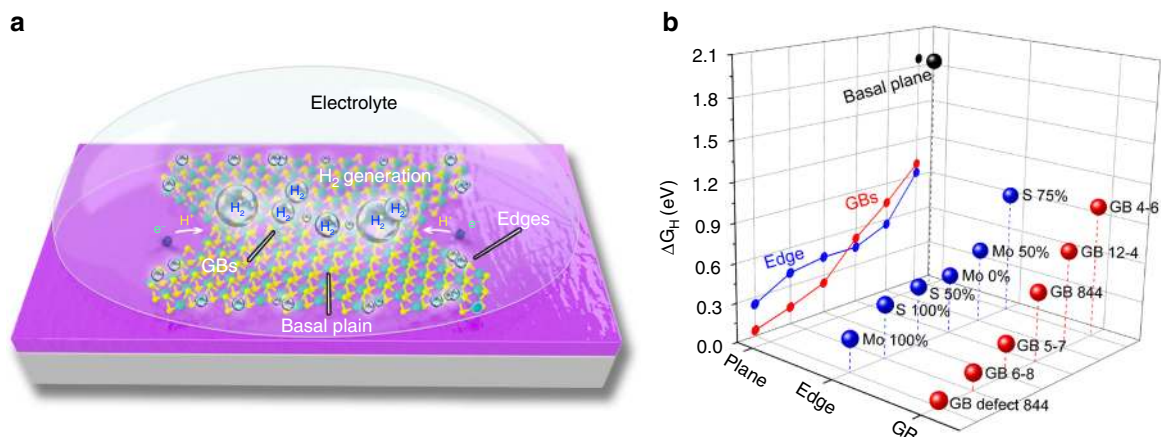 a
Electrolyte
H2 generation
H2
H2
H2
H2
H2
e-
H+
H+
e-
Edges
GBs
Basal plain
b
ΔGH (eV)
2.1
1.8
1.5
1.2
0.9
0.6
0.3
0.0
Basal plane
GBs
Edge
S 75%
GB 4-6
Mo 50%
GB 12-4
Mo 0%
S 50%
GB 844
S 100%
Mo 100%
GB 5-7
GB 6-8
GB defect 844
Plane
Edge
GB